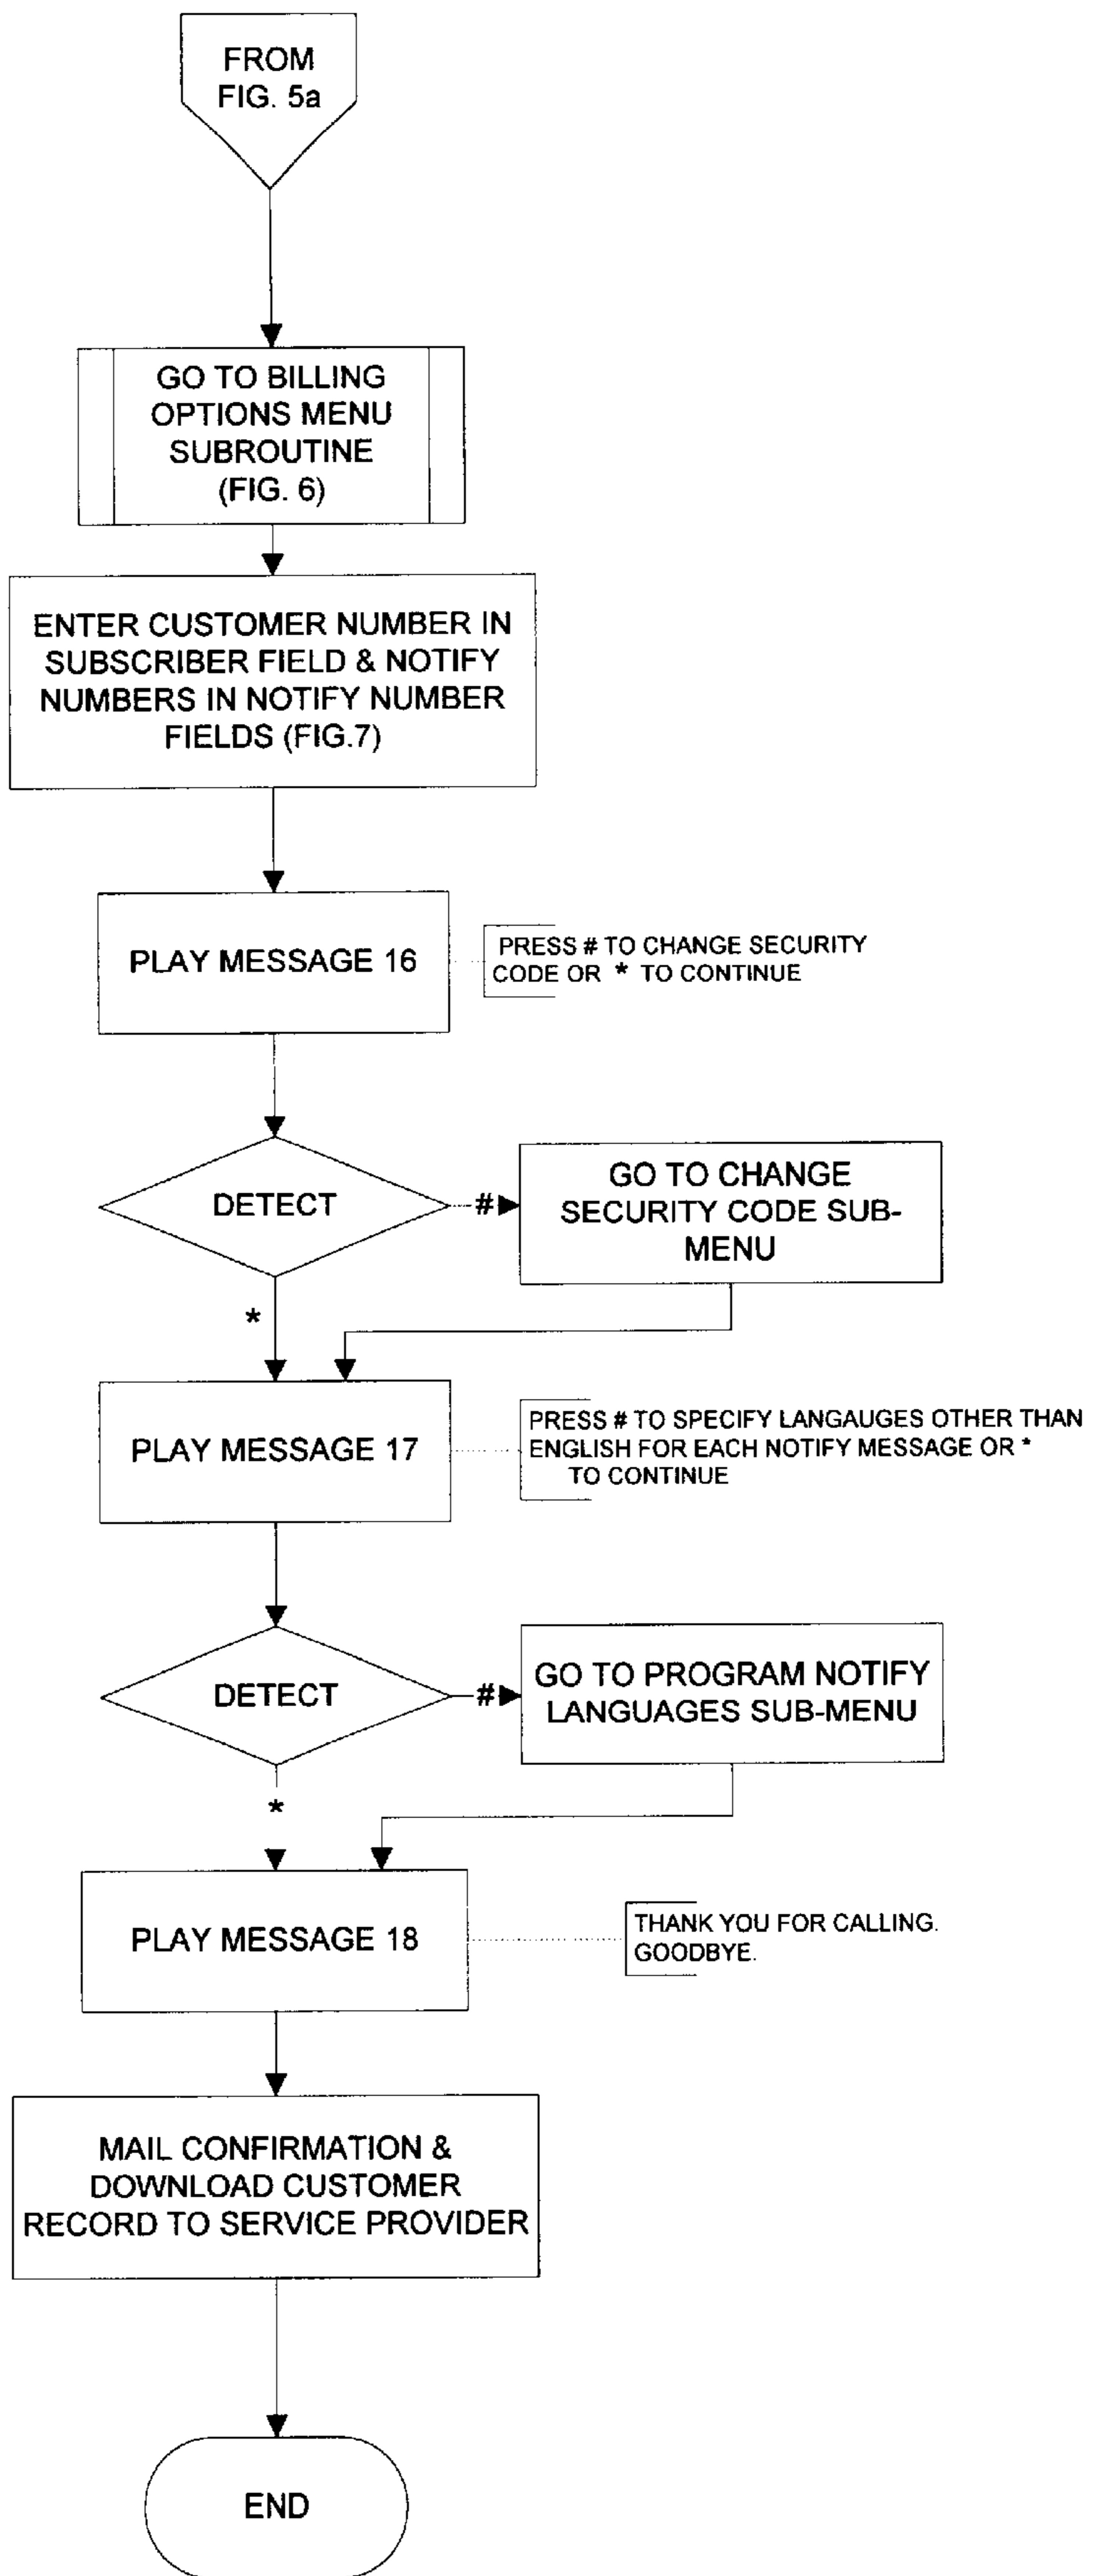 FROM
FIG. 5a
GO TO BILLING
OPTIONS MENU
SUBROUTINE
(FIG. 6)
ENTER CUSTOMER NUMBER IN
SUBSCRIBER FIELD & NOTIFY
NUMBERS IN NOTIFY NUMBER
FIELDS (FIG.7)
PLAY MESSAGE 16
PRESS # TO CHANGE SECURITY
CODE OR * TO CONTINUE
DETECT
#
GO TO CHANGE
SECURITY CODE SUB-
MENU
*
PLAY MESSAGE 17
PRESS # TO SPECIFY LANGAUGES OTHER THAN
ENGLISH FOR EACH NOTIFY MESSAGE OR *
TO CONTINUE
DETECT
#
GO TO PROGRAM NOTIFY
LANGUAGES SUB-MENU
*
PLAY MESSAGE 18
THANK YOU FOR CALLING.
GOODBYE.
MAIL CONFIRMATION &
DOWNLOAD CUSTOMER
RECORD TO SERVICE PROVIDER
END